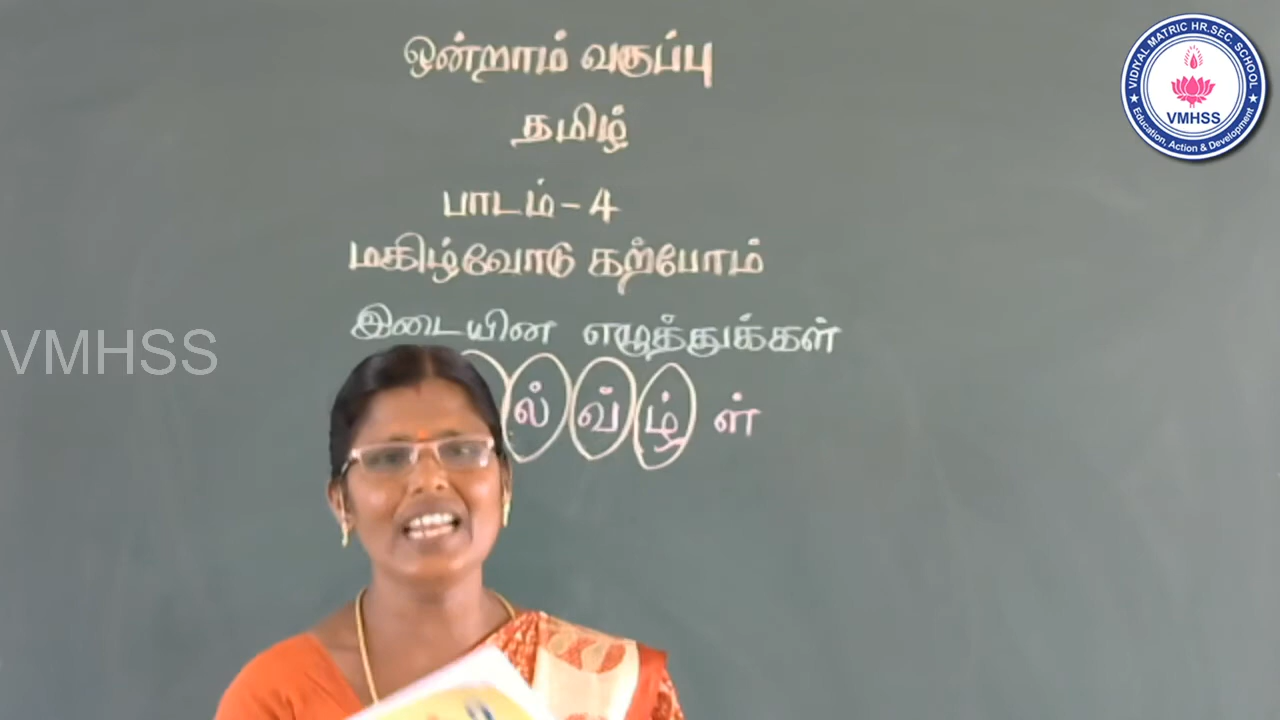 ஒன்றாம் வகுப்பு
தமிழ்
பாடம் - 4
மகிழ்வோடு கற்போம்
இடையின எழுத்துக்கள்
ல் வ் ழ் ள்
VMHSS
VIDIYAL MATRIC HR.SEC. SCHOOL
VMHSS
Education, Action & Development